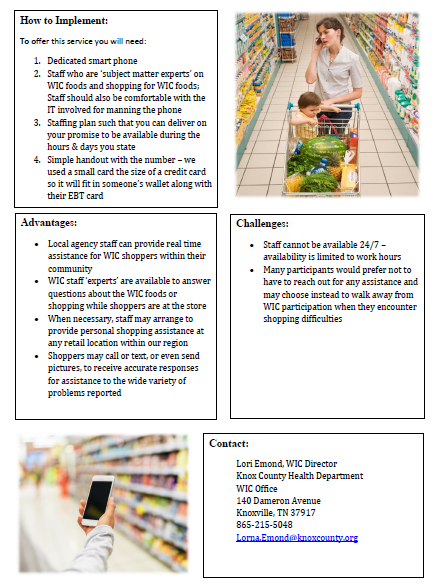 How to Implement:
To offer this service you will need:
1. Dedicated smart phone
2. Staff who are 'subject matter experts' on
WIC foods and shopping for WIC foods;
Staff should also be comfortable with the
IT involved for manning the phone
3. Staffing plan such that you can deliver on
your promise to be available during the
hours & days you state
4. Simple handout with the number – we
used a small card the size of a credit card
so it will fit in someone's wallet along with
their EBT card
Advantages:
• Local agency staff can provide real time
assistance for WIC shoppers within their
community
• WIC staff 'experts' are available to answer
questions about the WIC foods or
shopping while shoppers are at the store
• When necessary, staff may arrange to
provide personal shopping assistance at
any retail location within our region
• Shoppers may call or text, or even send
pictures, to receive accurate responses
for assistance to the wide variety of
problems reported
Challenges:
• Staff cannot be available 24/7 –
availability is limited to work hours
• Many participants would prefer not to
have to reach out for any assistance and
may choose instead to walk away from
WIC participation when they encounter
shopping difficulties
Contact:
Lori Emond, WIC Director
Knox County Health Department
WIC Office
140 Dameron Avenue
Knoxville, TN 37917
865-215-5048
Lorna.Emond@knoxcounty.org